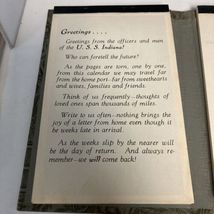 Greetings....
Greetings from the officers and men
of the U. S. S. Indiana!
Who can foretell the future?
As the pages are torn, one by one,
from this calendar we may travel far
from the home port- far from sweethearts
and wives, families and friends.
Think of us frequently—thoughts of
loved ones span thousands of miles.
Write to us often—nothing brings the
joy of a letter from home even though it
be weeks late in arrival.
As the weeks slip by the nearer will
be the day of return. And always re-
member—we will come back!